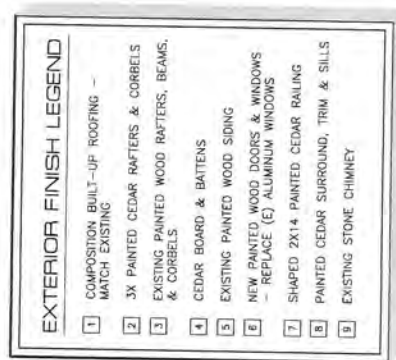 EXTERIOR FINISH LEGEND
1 COMPOSITION BUILT-UP ROOFING –
MATCH EXISTING
2 3X PAINTED CEDAR RAFTERS & CORBELS
3 EXISTING PAINTED WOOD RAFTERS, BEAMS,
& CORBELS
4 CEDAR BOARD & BATTENS
5 EXISTING PAINTED WOOD SIDING
6 NEW PAINTED WOOD DOORS & WINDOWS
– REPLACE (E) ALUMINUM WINDOWS
7 SHAPED 2X14 PAINTED CEDAR RAILING
8 PAINTED CEDAR SURROUND, TRIM & SILLS
9 EXISTING STONE CHIMNEY